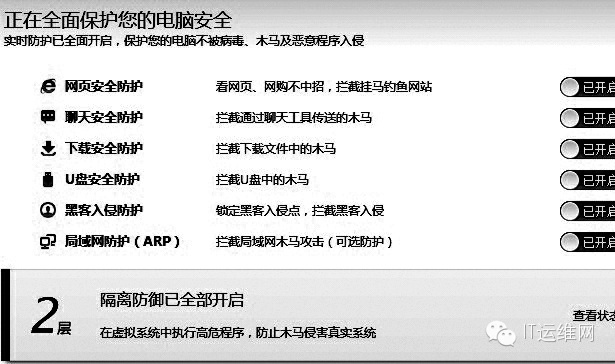 正在全面保护您的电脑安全
实时防护已全面开启，保护您的电脑不被病毒、木马及恶意程序入侵
网页安全防护 看网页、网购不中招，拦截挂马钓鱼网站 已开启
聊天安全防护 拦截通过聊天工具传送的木马 已开启
下载安全防护 拦截下载文件中的木马 已开启
U盘安全防护 拦截U盘中的木马 已开启
黑客入侵防护 锁定黑客入侵点，拦截黑客入侵 已开启
局域网防护（ARP） 拦截局域网木马攻击（可选防护） 已开启
2层
隔离防御已全部开启
查看状态
在虚拟系统中执行高危程序，防止木马侵害真实系统
IT运维网